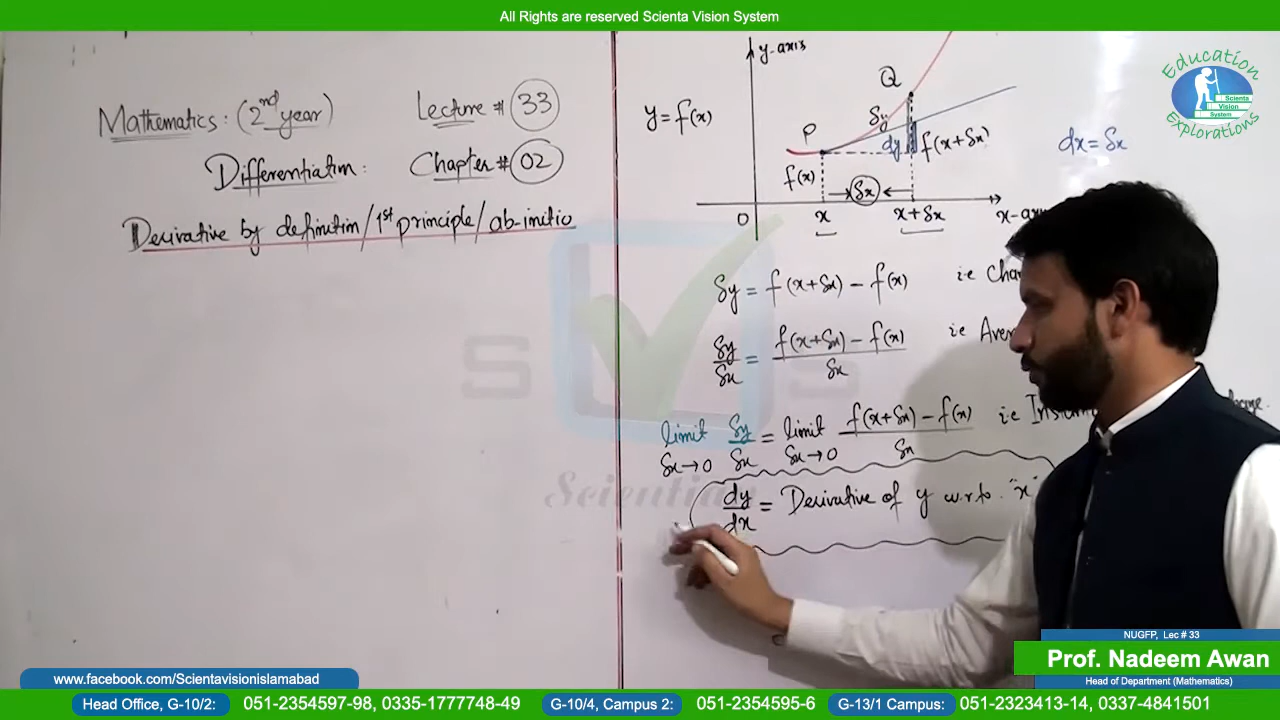 All Rights are reserved Scienta Vision System
Mathematics: (2nd year)
Lecture # 33
Differentiation:
Chapter # 02
Derivative by definition/1st principle/ab-initio
y-axis
Q
y = f(x)
P
δy
dy
f(x+δx)
f(x)
δx
O
x
x+δx
x-axis
dx = δx
Education
Scienta
Vision
System
Explorations
δy = f(x+δx) - f(x) i.e
δy/δx = f(x+δx) - f(x)/δx i.e
limit δx→0 δy/δx = limit δx→0 f(x+δx) - f(x)/δx i.e
dy/dx = Derivative of y w.r.to. "x"
S
s
NUGFP, Lec # 33
Prof. Nadeem Awan
Head of Department (Mathematics)
www.facebook.com/Scientavisionislamabad
Head Office, G-10/2: 051-2354597-98, 0335-1777748-49 G-10/4, Campus 2: 051-2354595-6 G-13/1 Campus: 051-2323413-14, 0337-4841501